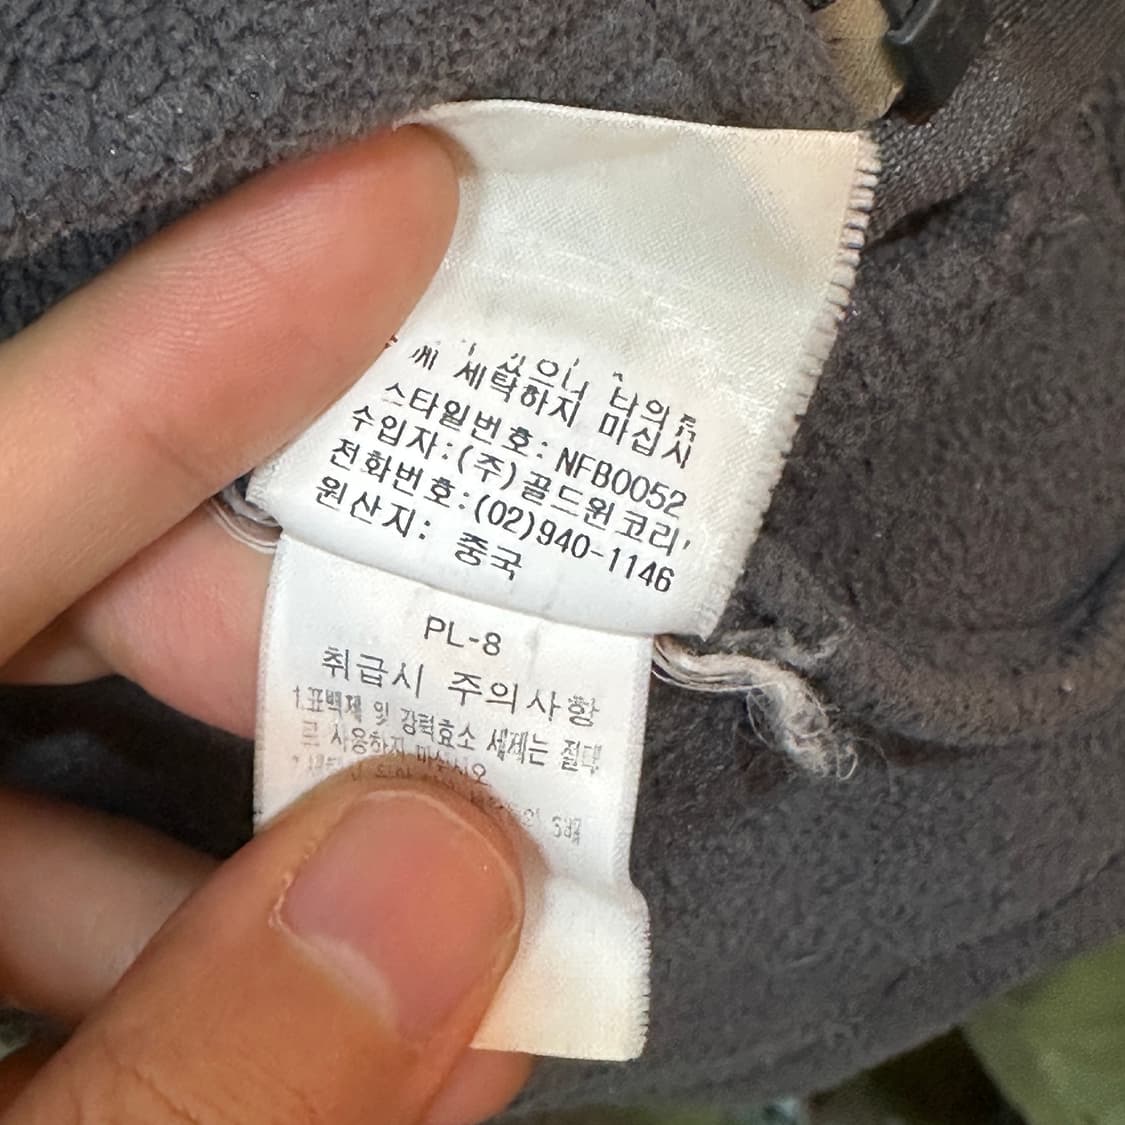 세탁하지 마십시
스타일번호: NFB0052
수입자:(주)골드윈코리,
전화번호:(02)940-1146
원산지: 중국
PL-8
취급시 주의사항
1.표백제 및 강력효소 세제는 절대
로 사용하지 마십시오